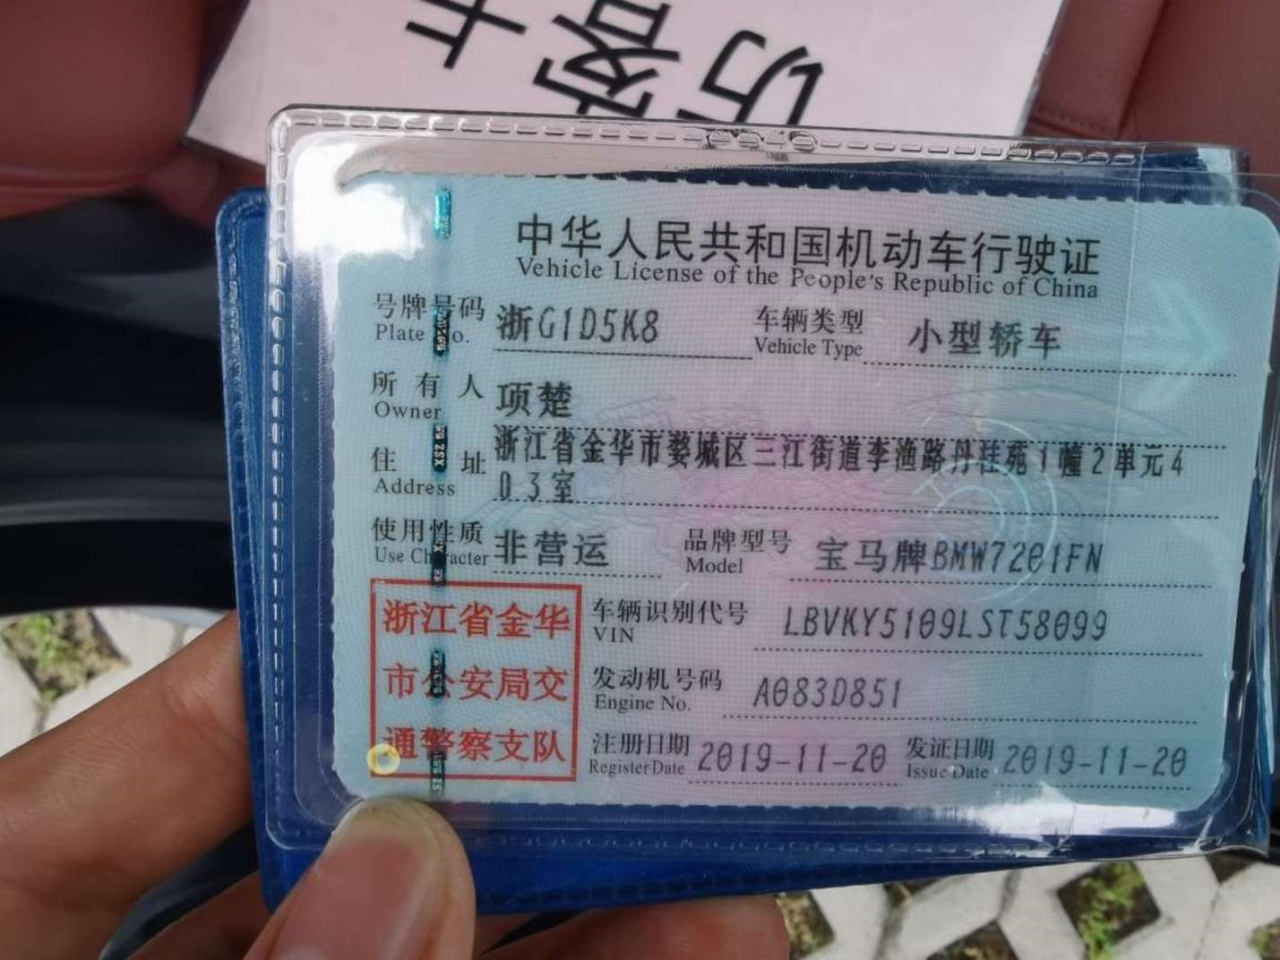 访客卡
中华人民共和国机动车行驶证
Vehicle License of the People's Republic of China
号牌号码 浙G1D5K8 车辆类型 小型轿车
Plate No. Vehicle Type
所有人 项楚
Owner
住址 浙江省金华市婺城区三江街道李渔路丹桂苑1幢2单元4
Address 03室
使用性质 非营运 品牌型号 宝马牌BMW7201FN
Use Character Model
浙江省金华
市公安局交
通警察支队
车辆识别代号 LBVKY5109LST58099
VIN
发动机号码 A083D851
Engine No.
注册日期 2019-11-20 发证日期 2019-11-20
Register Date Issue Date